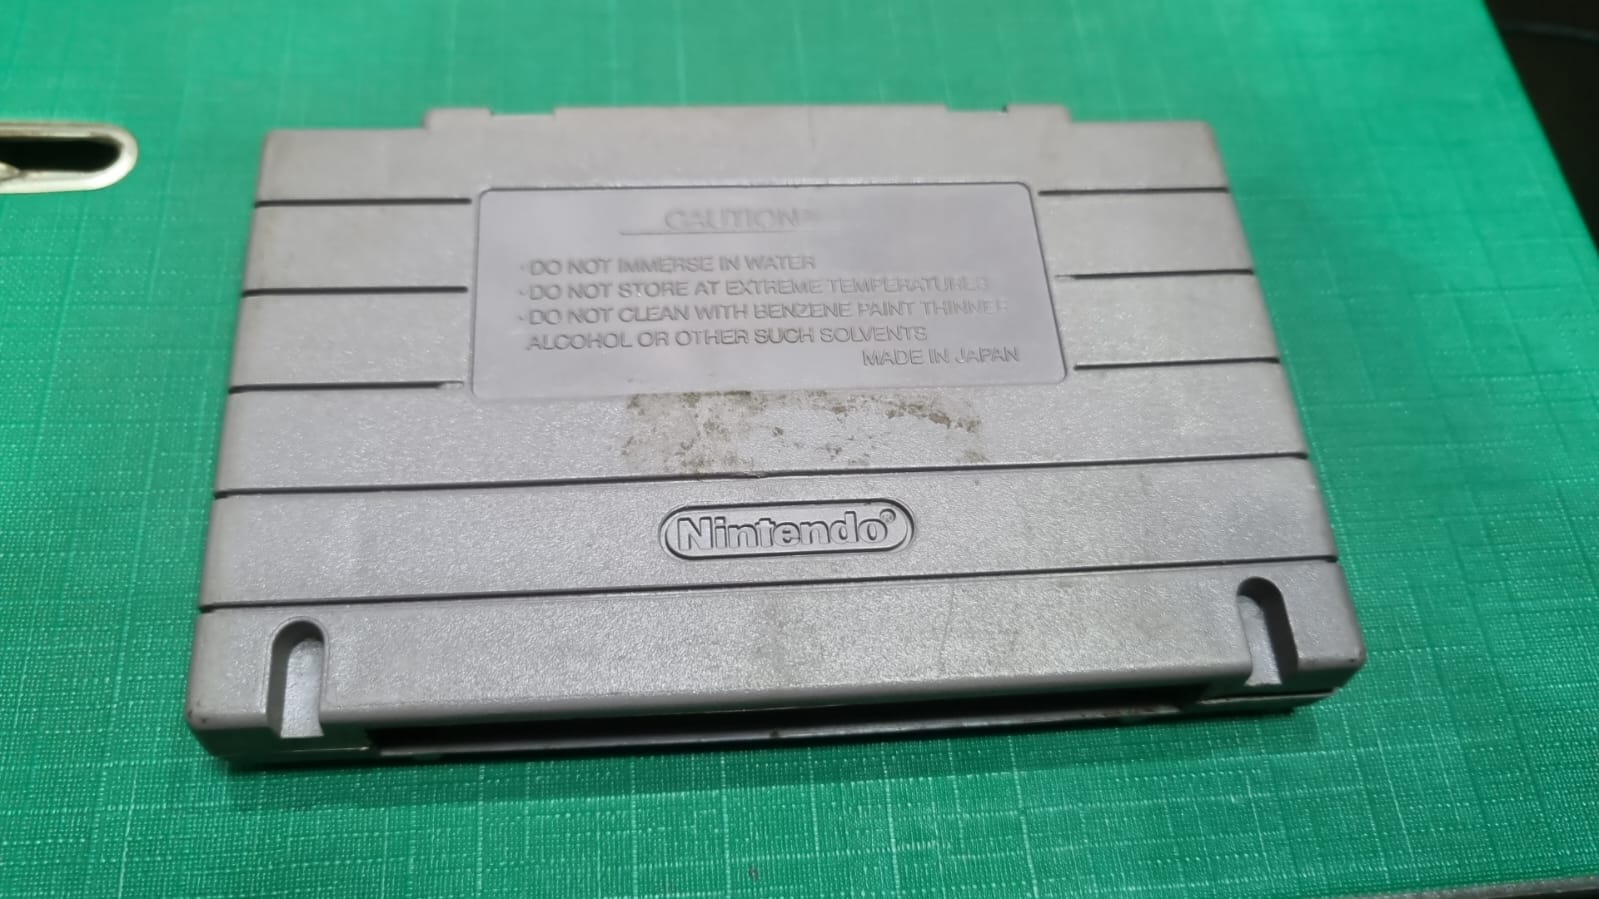 CAUTION
·DO NOT IMMERSE IN WATER
·DO NOT STORE AT EXTREME TEMPERATURES
·DO NOT CLEAN WITH BENZENE PAINT THINNER
ALCOHOL OR OTHER SUCH SOLVENTS
MADE IN JAPAN
Nintendo®